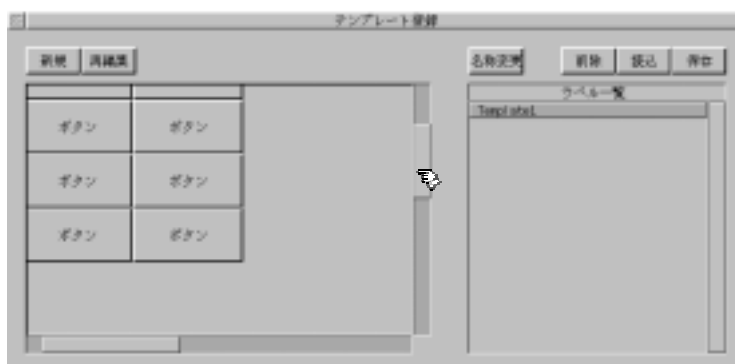 テンプレート登録
新規 再編集 名称変更 削除 読込 保存
ラベル一覧
Template1
ボタン ボタン
ボタン ボタン
ボタン ボタン